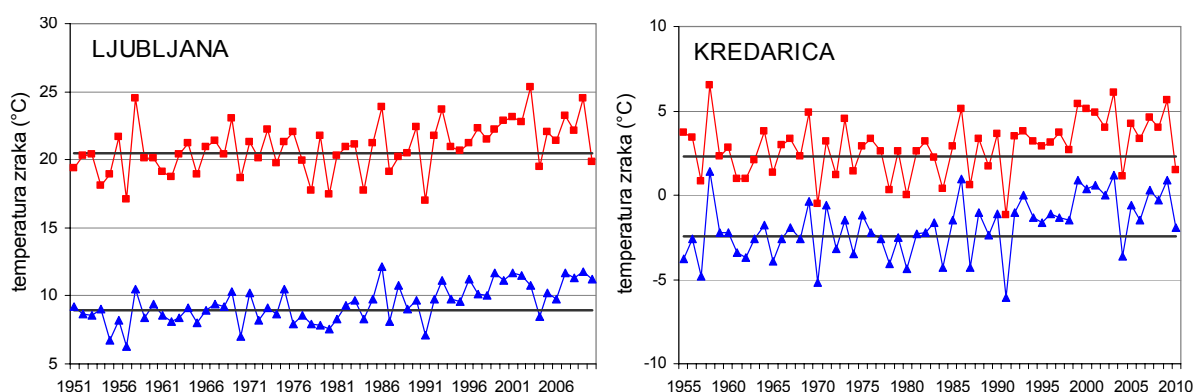 LJUBLJANA
temperatura zraka (°C)
30
25
20
15
10
5
1951 1956 1961 1966 1971 1976 1981 1986 1991 1996 2001 2006
KREDARICA
temperatura zraka (°C)
10
5
0
-5
-10
1955 1960 1965 1970 1975 1980 1985 1990 1995 2000 2005 2010